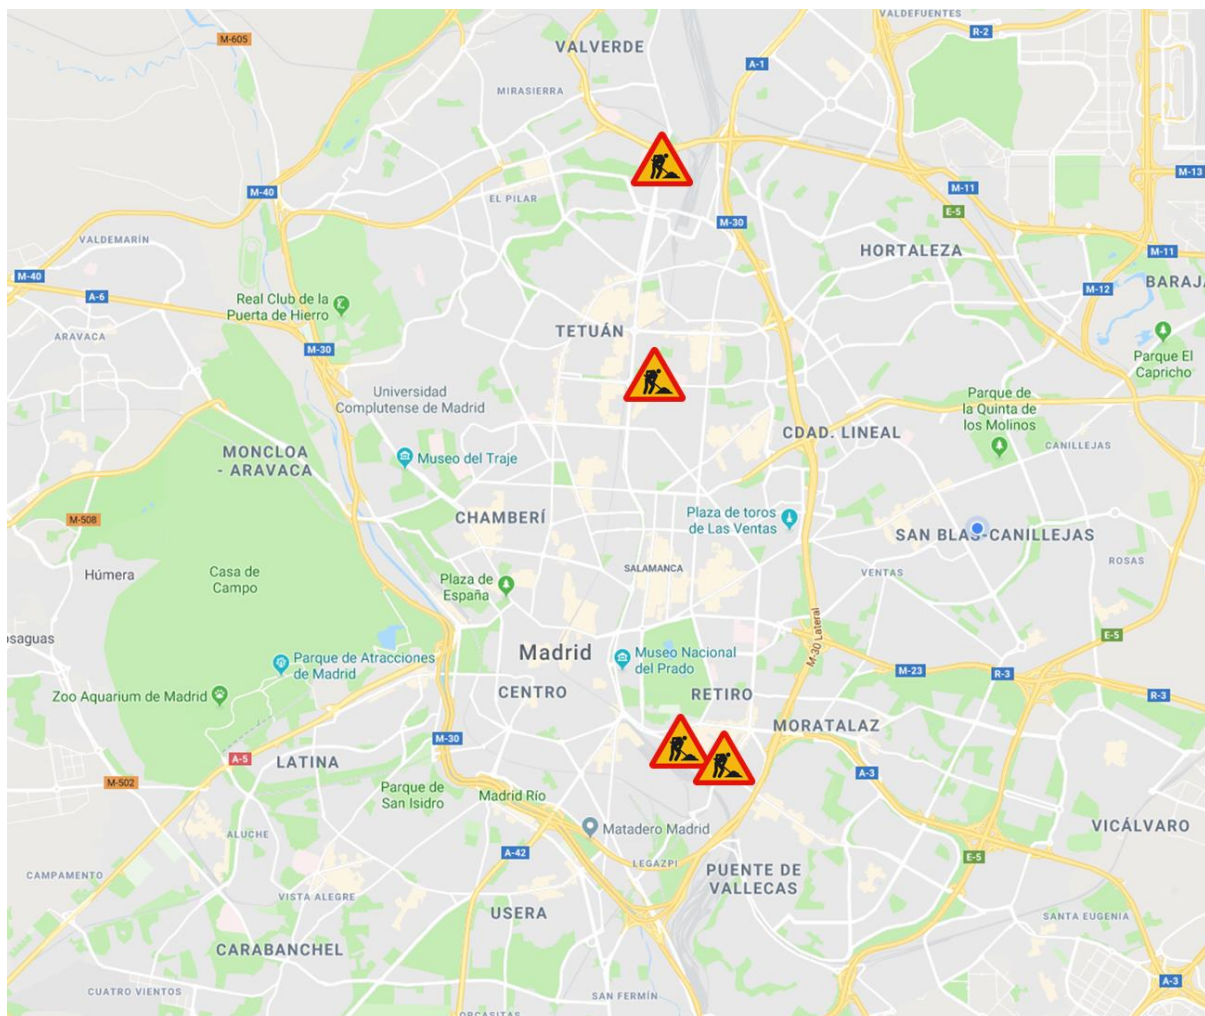 VALDEFUENTES
R-2
M-605
VALVERDE
A-1
MIRASIERRA
M-13
M-40
M-11
EL PILAR
E-5
M-30
VALDEMARÍN
HORTALEZA
M-11
M-40
A-6
Real Club de la
Puerta de Hierro
M-12
BARAJ
ARAVACA
TETUÁN
M-30
Parque El
Capricho
Universidad
Complutense de Madrid
Parque de
la Quinta de
los Molinos
CDAD. LINEAL
CANILLEJAS
MONCLOA
- ARAVACA
Museo del Traje
M-508
CHAMBERÍ
Plaza de toros
de Las Ventas
SAN BLAS-CANILLEJAS
Húmera
Casa de
Campo
Plaza de
España
SALAMANCA
VENTAS
ROSAS
osaguas
M-30 Lateral
E-5
Parque de Atracciones
de Madrid
Madrid
Museo Nacional
del Prado
M-23
R-3
R-3
Zoo Aquarium de Madrid
CENTRO
RETIRO
MORATALAZ
M-30
A-5
LATINA
A-3
M-502
Parque de
San Isidro
Madrid Río
Matadero Madrid
VICÁLVARO
ALUCHE
A-42
LEGAZPI
E-5
PUENTE DE
VALLECAS
CAMPAMENTO
VISTA ALEGRE
USERA
SANTA EUGENIA
CARABANCHEL
A-3
CUATRO VIENTOS
SAN FERMÍN
ORCASITAS